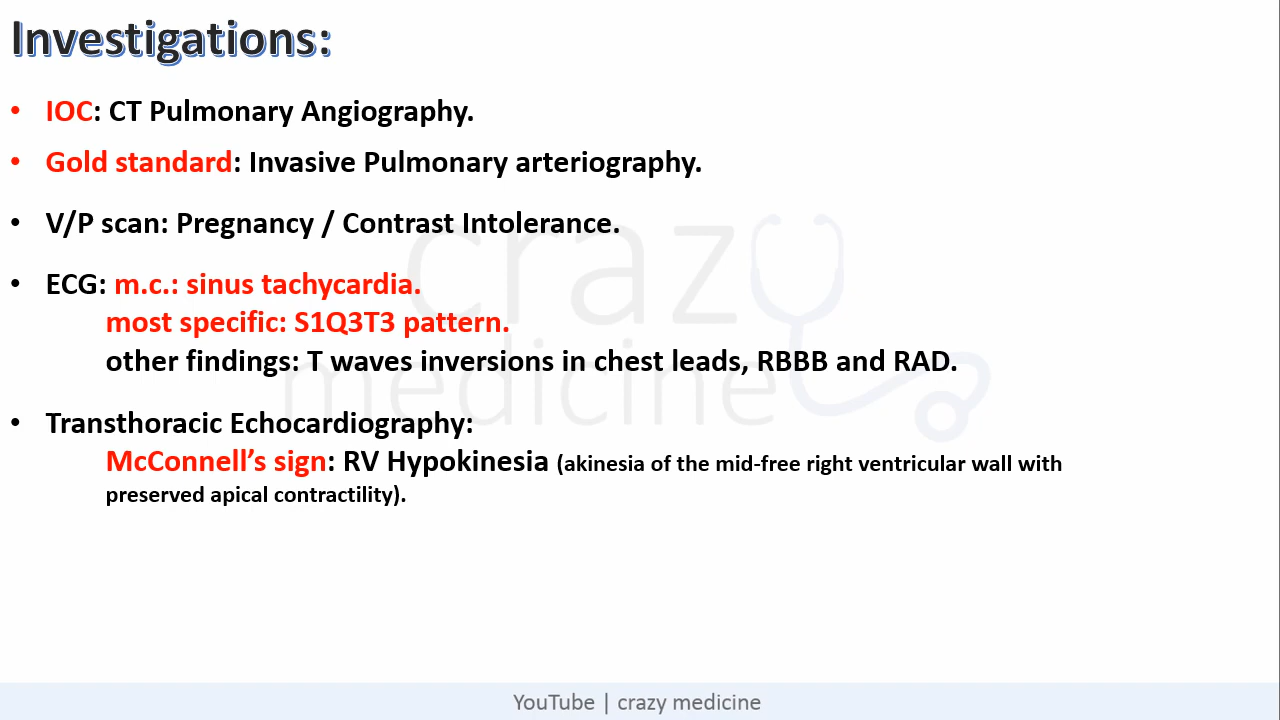 Investigations:
• IOC: CT Pulmonary Angiography.
• Gold standard: Invasive Pulmonary arteriography.
• V/P scan: Pregnancy / Contrast Intolerance.
• ECG: m.c.: sinus tachycardia.
most specific: S1Q3T3 pattern.
other findings: T waves inversions in chest leads, RBBB and RAD.
• Transthoracic Echocardiography:
McConnell's sign: RV Hypokinesia (akinesia of the mid-free right ventricular wall with
preserved apical contractility).
crazy
medicine
YouTube | crazy medicine